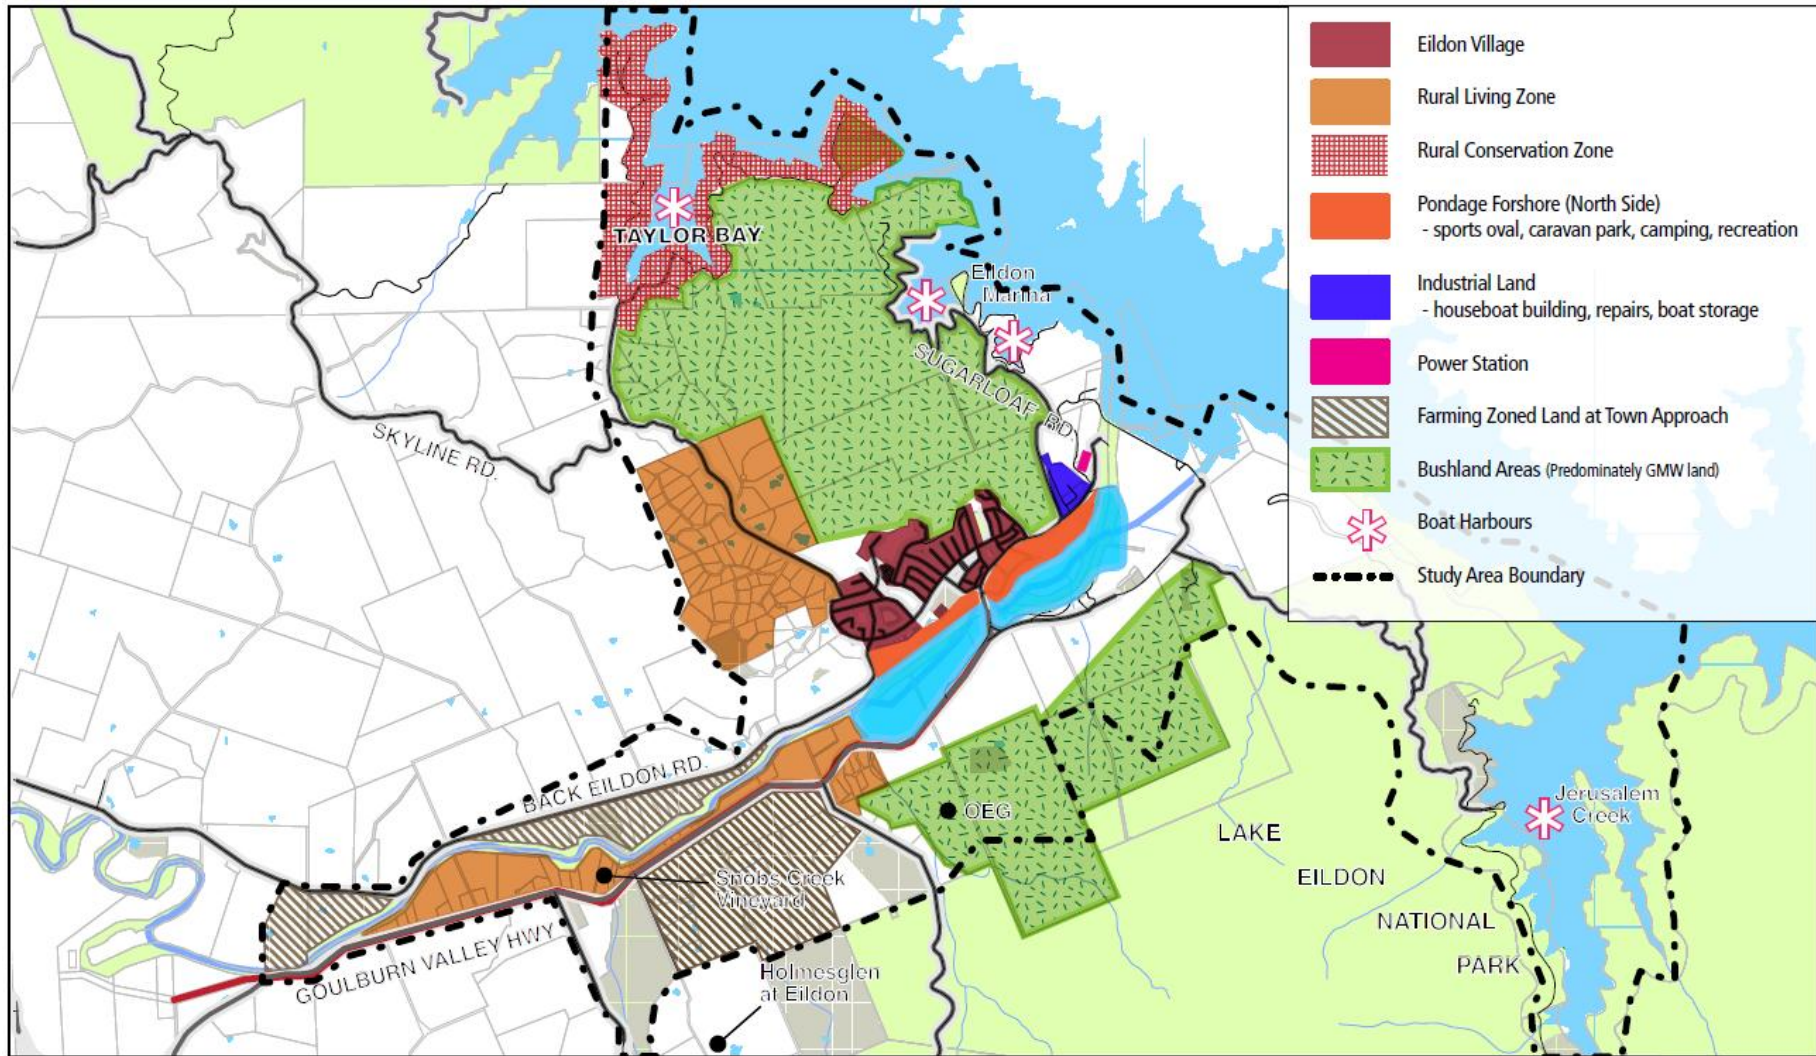 Eildon Village
Rural Living Zone
Rural Conservation Zone
Pondage Forshore (North Side)
- sports oval, caravan park, camping, recreation
Industrial Land
- houseboat building, repairs, boat storage
Power Station
Farming Zoned Land at Town Approach
Bushland Areas (Predominately GMW land)
Boat Harbours
Study Area Boundary
TAYLOR BAY
Eildon
Marina
SUGARLOAF RD.
SKYLINE RD.
BACK EILDON RD.
OEG
Snobs Creek
Vineyard
GOULBURN VALLEY HWY
Holmesglen
at Eildon
LAKE
EILDON
NATIONAL
PARK
Jerusalem
Creek